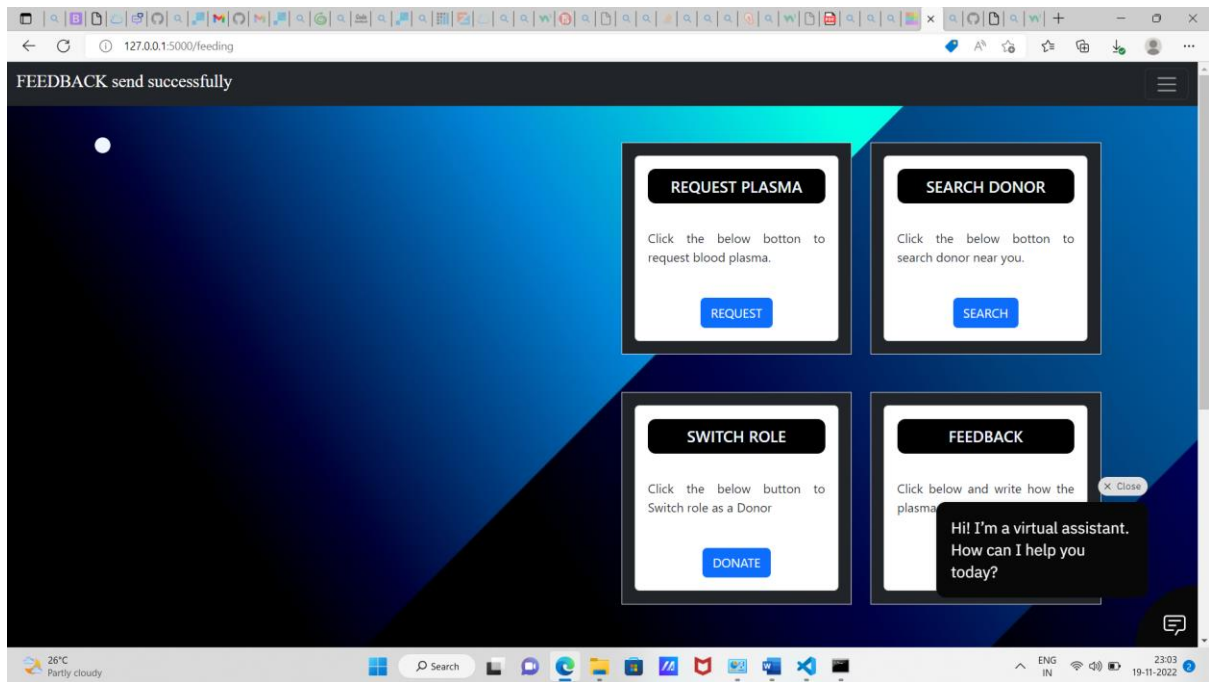 127.0.0.1:5000/feeding
FEEDBACK send successfully
REQUEST PLASMA
Click the below botton to
request blood plasma.
REQUEST
SEARCH DONOR
Click the below botton to
search donor near you.
SEARCH
SWITCH ROLE
Click the below button to
Switch role as a Donor
DONATE
FEEDBACK
Click below and write how the
plasma
X Close
Hi! I'm a virtual assistant.
How can I help you
today?
26°C
Partly cloudy
Search
ENG
IN
23:03
19-11-2022
2